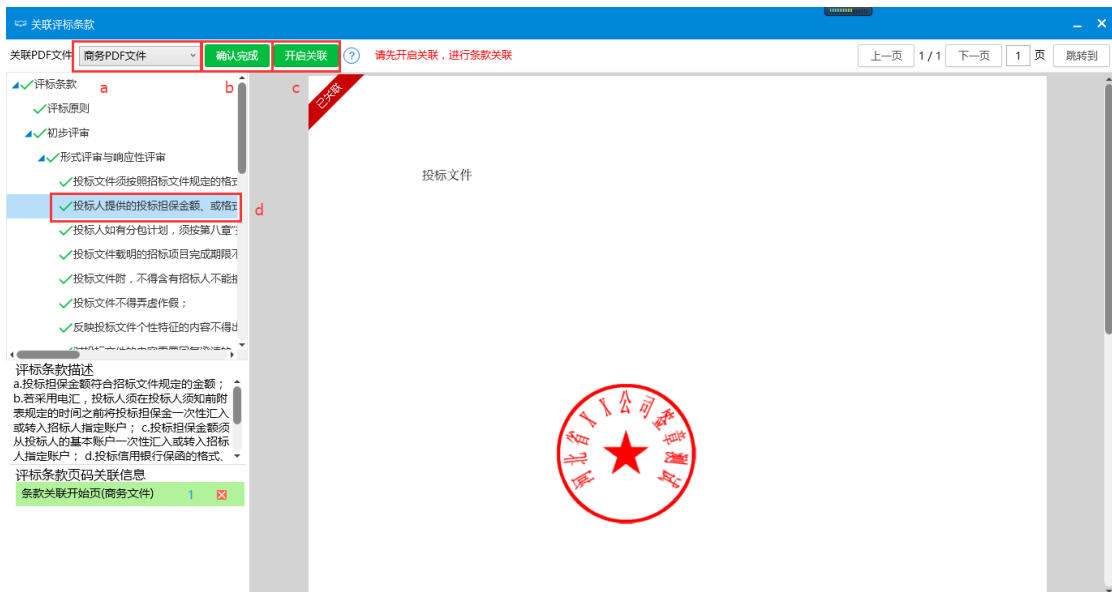 关联评标条款
关联PDF文件 商务PDF文件 确认完成 开启关联 ? 请先开启关联，进行条款关联 上一页 1/1 下一页 1 页 跳转到
a b c d
评标条款
评标原则
初步评审
形式评审与响应性评审
投标文件须按照招标文件规定的格式
投标人提供的投标担保金额、或格式
投标人如有分包计划，须按第八章"
投标文件载明的招标项目完成期限不
投标文件附，不得含有招标人不能接
投标文件不得弄虚作假；
反映投标文件个性特征的内容不得出
评标条款描述
a.投标担保金额符合招标文件规定的金额；
b.若采用电汇，投标人须在投标人须知前附
表规定的时间之前将投标担保金一次性汇入
或转入招标人指定账户； c.投标担保金额须
从投标人的基本账户一次性汇入或转入招标
人指定账户； d.投标信用银行保函的格式、
评标条款页码关联信息
条款关联开始页(商务文件) 1
已关联
投标文件
河北省XX公司签章测试